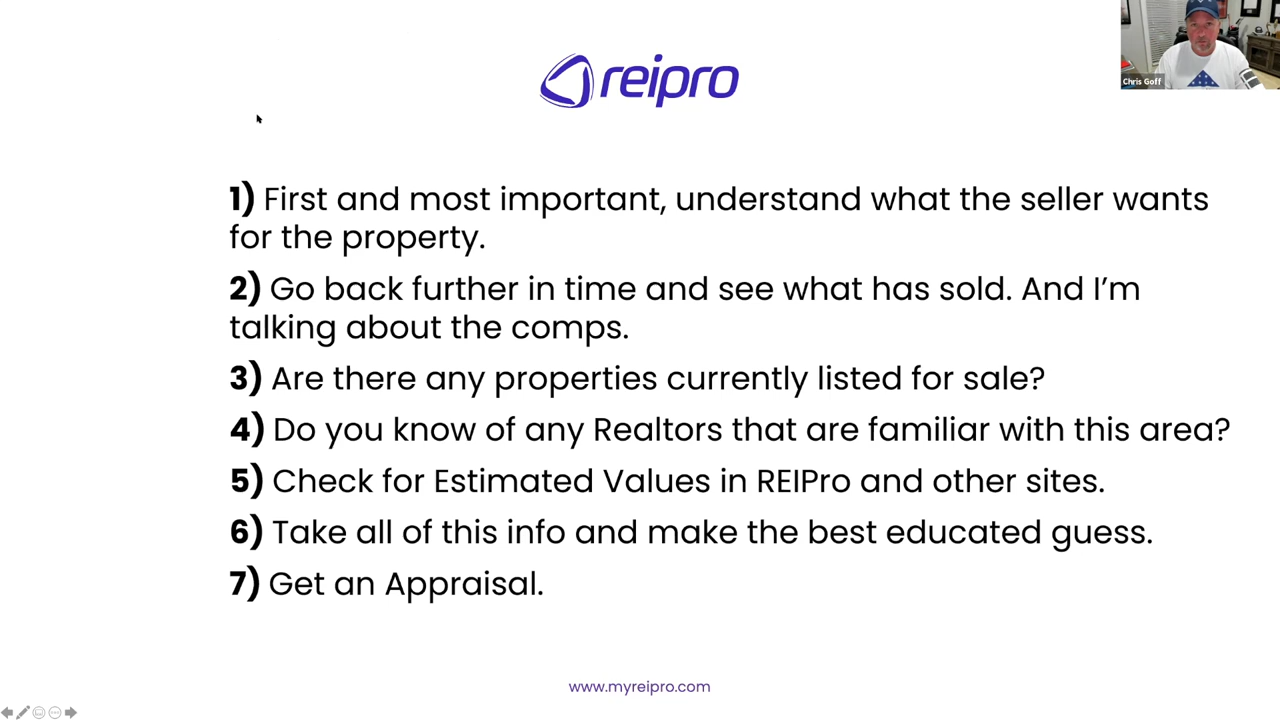 Chris Goff
reipro
1) First and most important, understand what the seller wants
for the property.
2) Go back further in time and see what has sold. And I’m
talking about the comps.
3) Are there any properties currently listed for sale?
4) Do you know of any Realtors that are familiar with this area?
5) Check for Estimated Values in REIPro and other sites.
6) Take all of this info and make the best educated guess.
7) Get an Appraisal.
www.myreipro.com